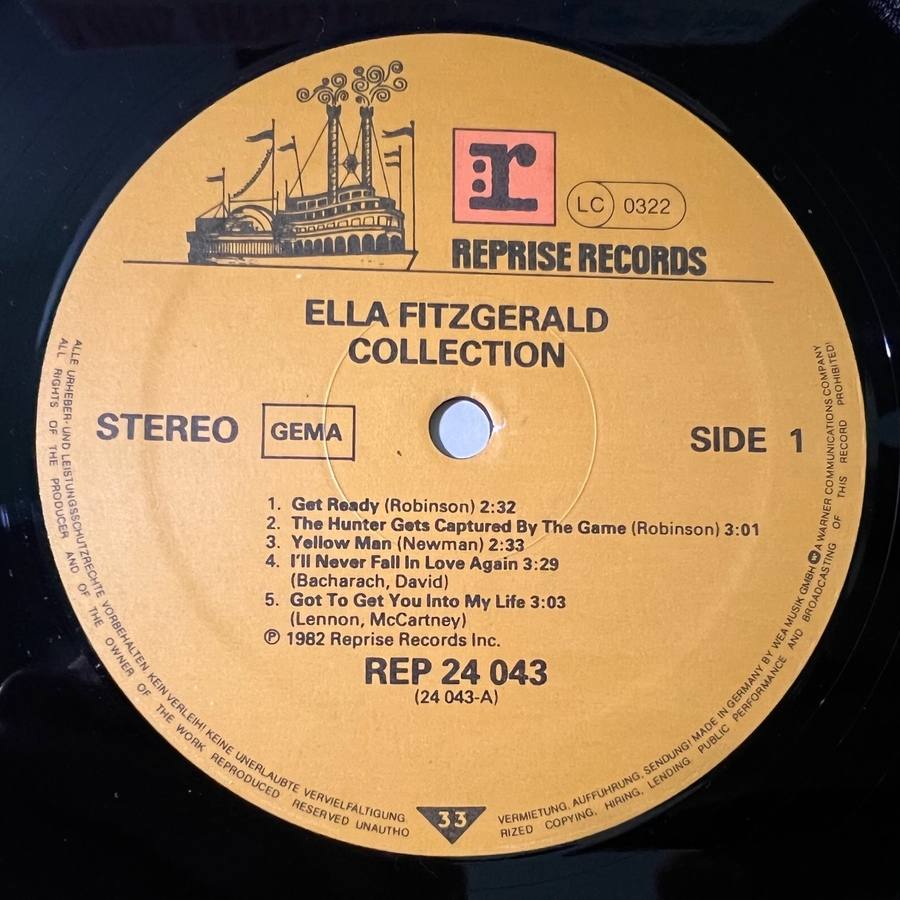 r
LC 0322
REPRISE RECORDS
ELLA FITZGERALD
COLLECTION
STEREO GEMA SIDE 1
1. Get Ready (Robinson) 2:32
2. The Hunter Gets Captured By The Game (Robinson) 3:01
3. Yellow Man (Newman) 2:33
4. I'll Never Fall In Love Again 3:29
(Bacharach, David)
5. Got To Get You Into My Life 3:03
(Lennon, McCartney)
℗ 1982 Reprise Records Inc.
REP 24 043
(24 043-A)
33
ALLE URHEBER- UND LEISTUNGSSCHUTZRECHTE VORBEHALTEN KEIN VERLEIH! KEINE UNERLAUBTE VERVIELFÄLTIGUNG, VERMIETUNG, AUFFÜHRUNG, SENDUNG! MADE IN GERMANY BY WEA MUSIK GMBH A WARNER COMMUNICATIONS COMPANY
ALL RIGHTS OF THE PRODUCER AND OF THE OWNER OF THE WORK REPRODUCED RESERVED UNAUTHORIZED COPYING, HIRING, LENDING PUBLIC PERFORMANCE AND BROADCASTING OF THIS RECORD PROHIBITED!